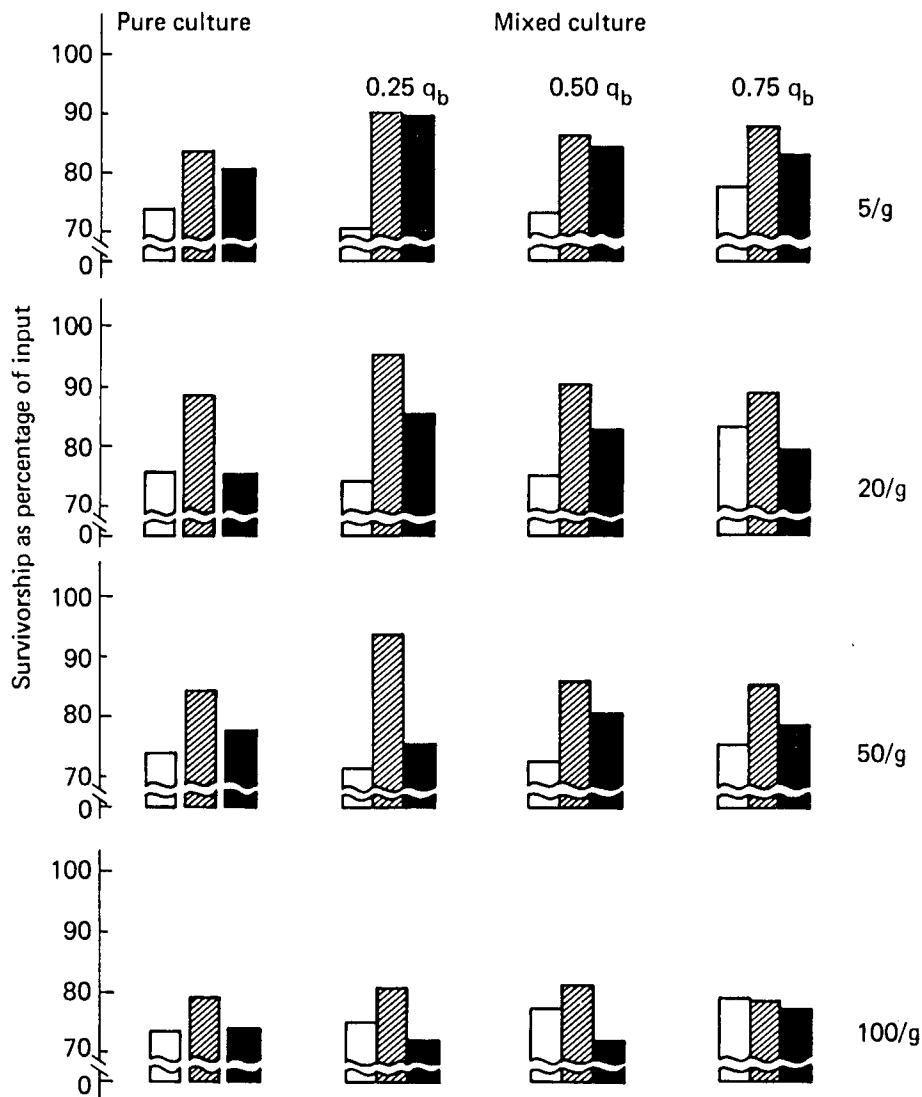 Pure culture
Mixed culture
0.25 q_b
0.50 q_b
0.75 q_b
Survivorship as percentage of input
100
90
80
70
0
5/g
100
90
80
70
0
20/g
100
90
80
70
0
50/g
100
90
80
70
0
100/g